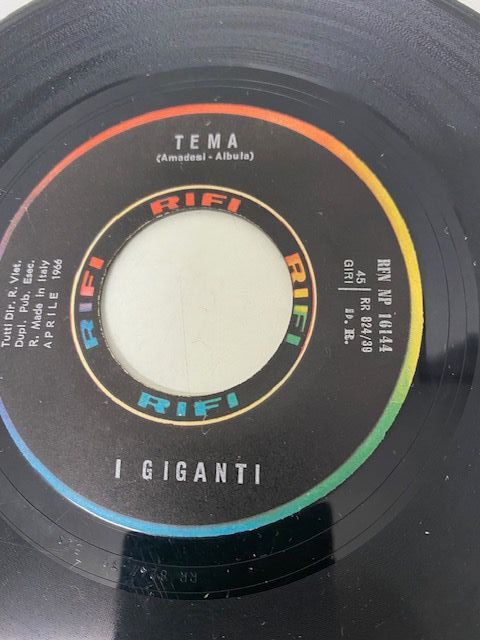 TEMA
(Amadesi - Albula)
RIFI
RIFI
RIFI
RIFI
Tutti Dir. R. Viet.
Dupl. Pub. Esec.
R. Made in Italy
APRILE 1966
RFN NP 16144
45 GIRI
RR 824/39
D. R.
I GIGANTI